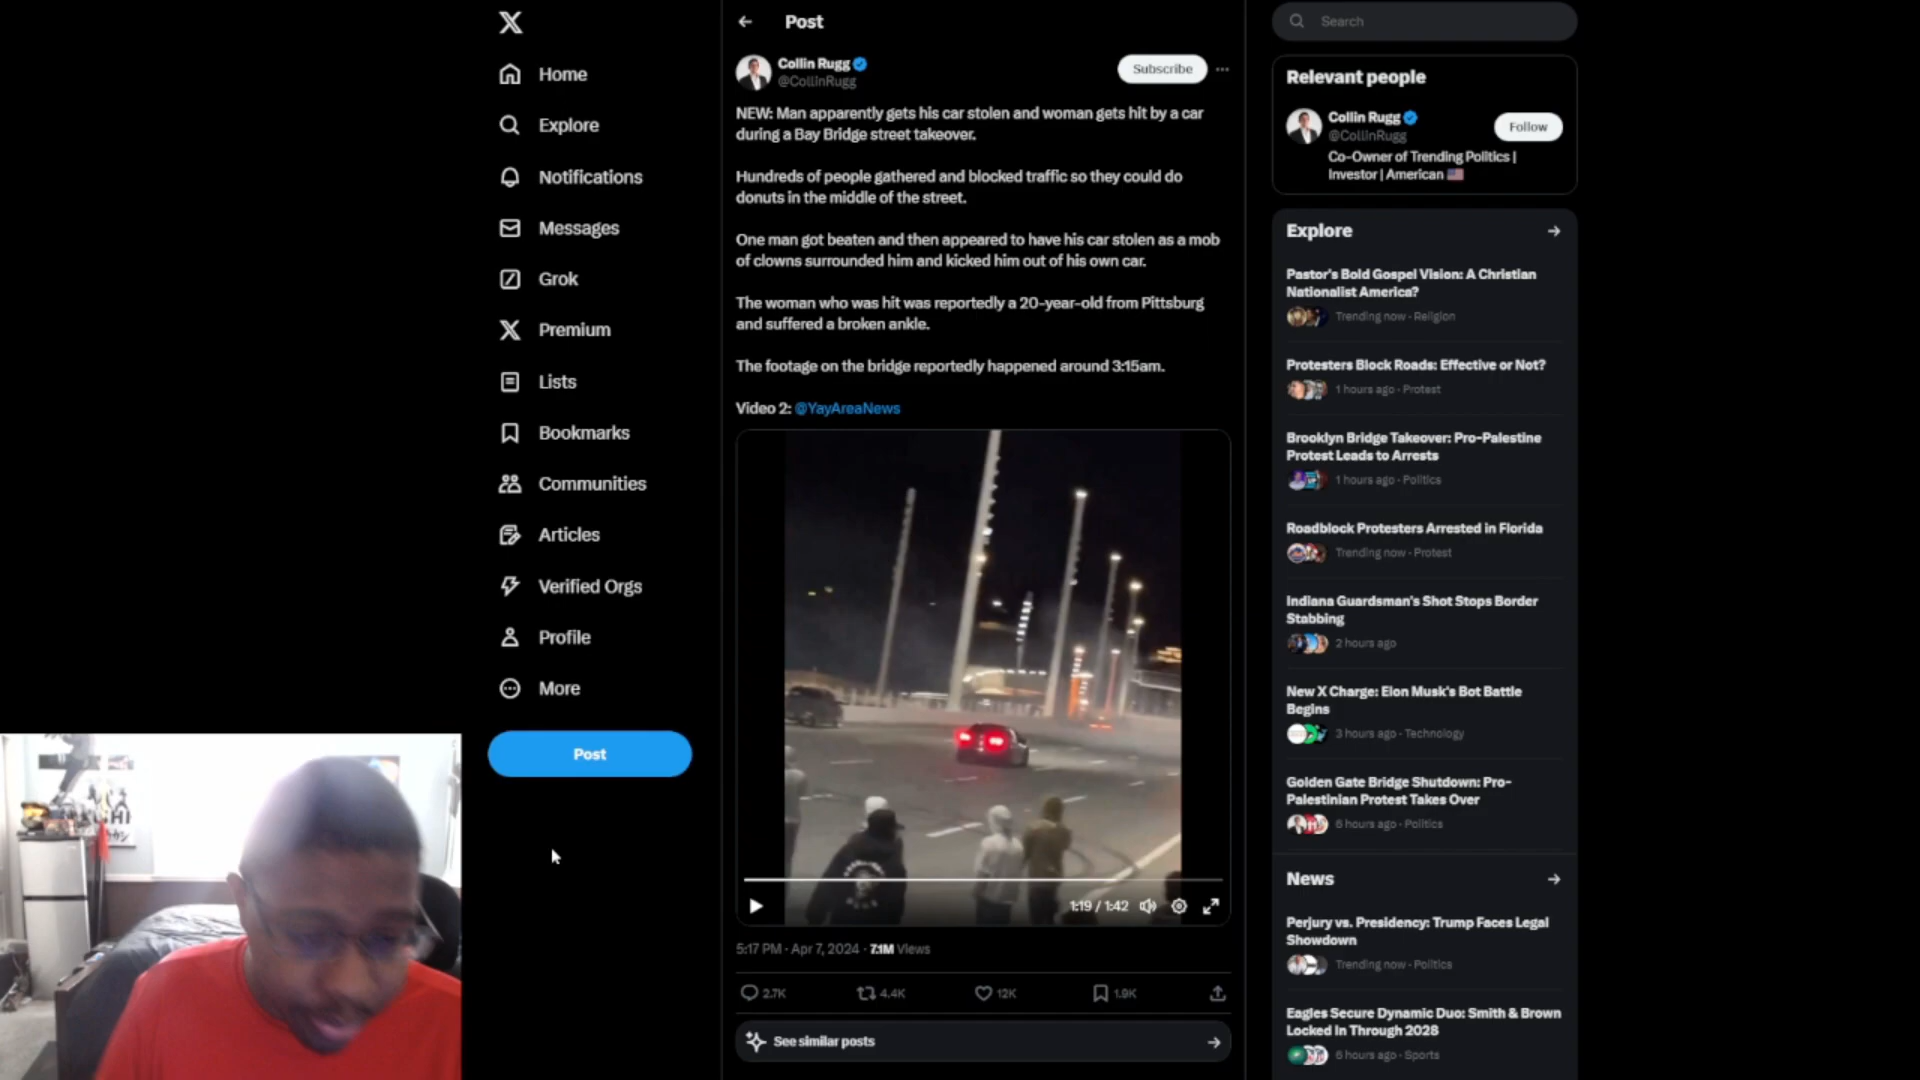 Home
Explore
Notifications
Messages
Grok
Premium
Lists
Bookmarks
Communities
Articles
Verified Orgs
Profile
More
Post
Post
Collin Rugg
@CollinRugg
Subscribe
NEW: Man apparently gets his car stolen and woman gets hit by a car
during a Bay Bridge street takeover.
Hundreds of people gathered and blocked traffic so they could do
donuts in the middle of the street.
One man got beaten and then appeared to have his car stolen as a mob
of clowns surrounded him and kicked him out of his own car.
The woman who was hit was reportedly a 20-year-old from Pittsburg
and suffered a broken ankle.
The footage on the bridge reportedly happened around 3:15am.
Video 2: @YayAreaNews
1:19 / 1:42
5:17 PM · Apr 7, 2024 · 7.1M Views
2.7K
4.4K
12K
1.9K
See similar posts
Search
Relevant people
Collin Rugg
@CollinRugg
Follow
Co-Owner of Trending Politics |
Investor | American
Explore
Pastor's Bold Gospel Vision: A Christian
Nationalist America?
Trending now · Religion
Protesters Block Roads: Effective or Not?
1 hours ago · Protest
Brooklyn Bridge Takeover: Pro-Palestine
Protest Leads to Arrests
1 hours ago · Politics
Roadblock Protesters Arrested in Florida
Trending now · Protest
Indiana Guardsman's Shot Stops Border
Stabbing
2 hours ago
New X Charge: Elon Musk's Bot Battle
Begins
3 hours ago · Technology
Golden Gate Bridge Shutdown: Pro-
Palestinian Protest Takes Over
6 hours ago · Politics
News
Perjury vs. Presidency: Trump Faces Legal
Showdown
Trending now · Politics
Eagles Secure Dynamic Duo: Smith & Brown
Locked In Through 2028
6 hours ago · Sports